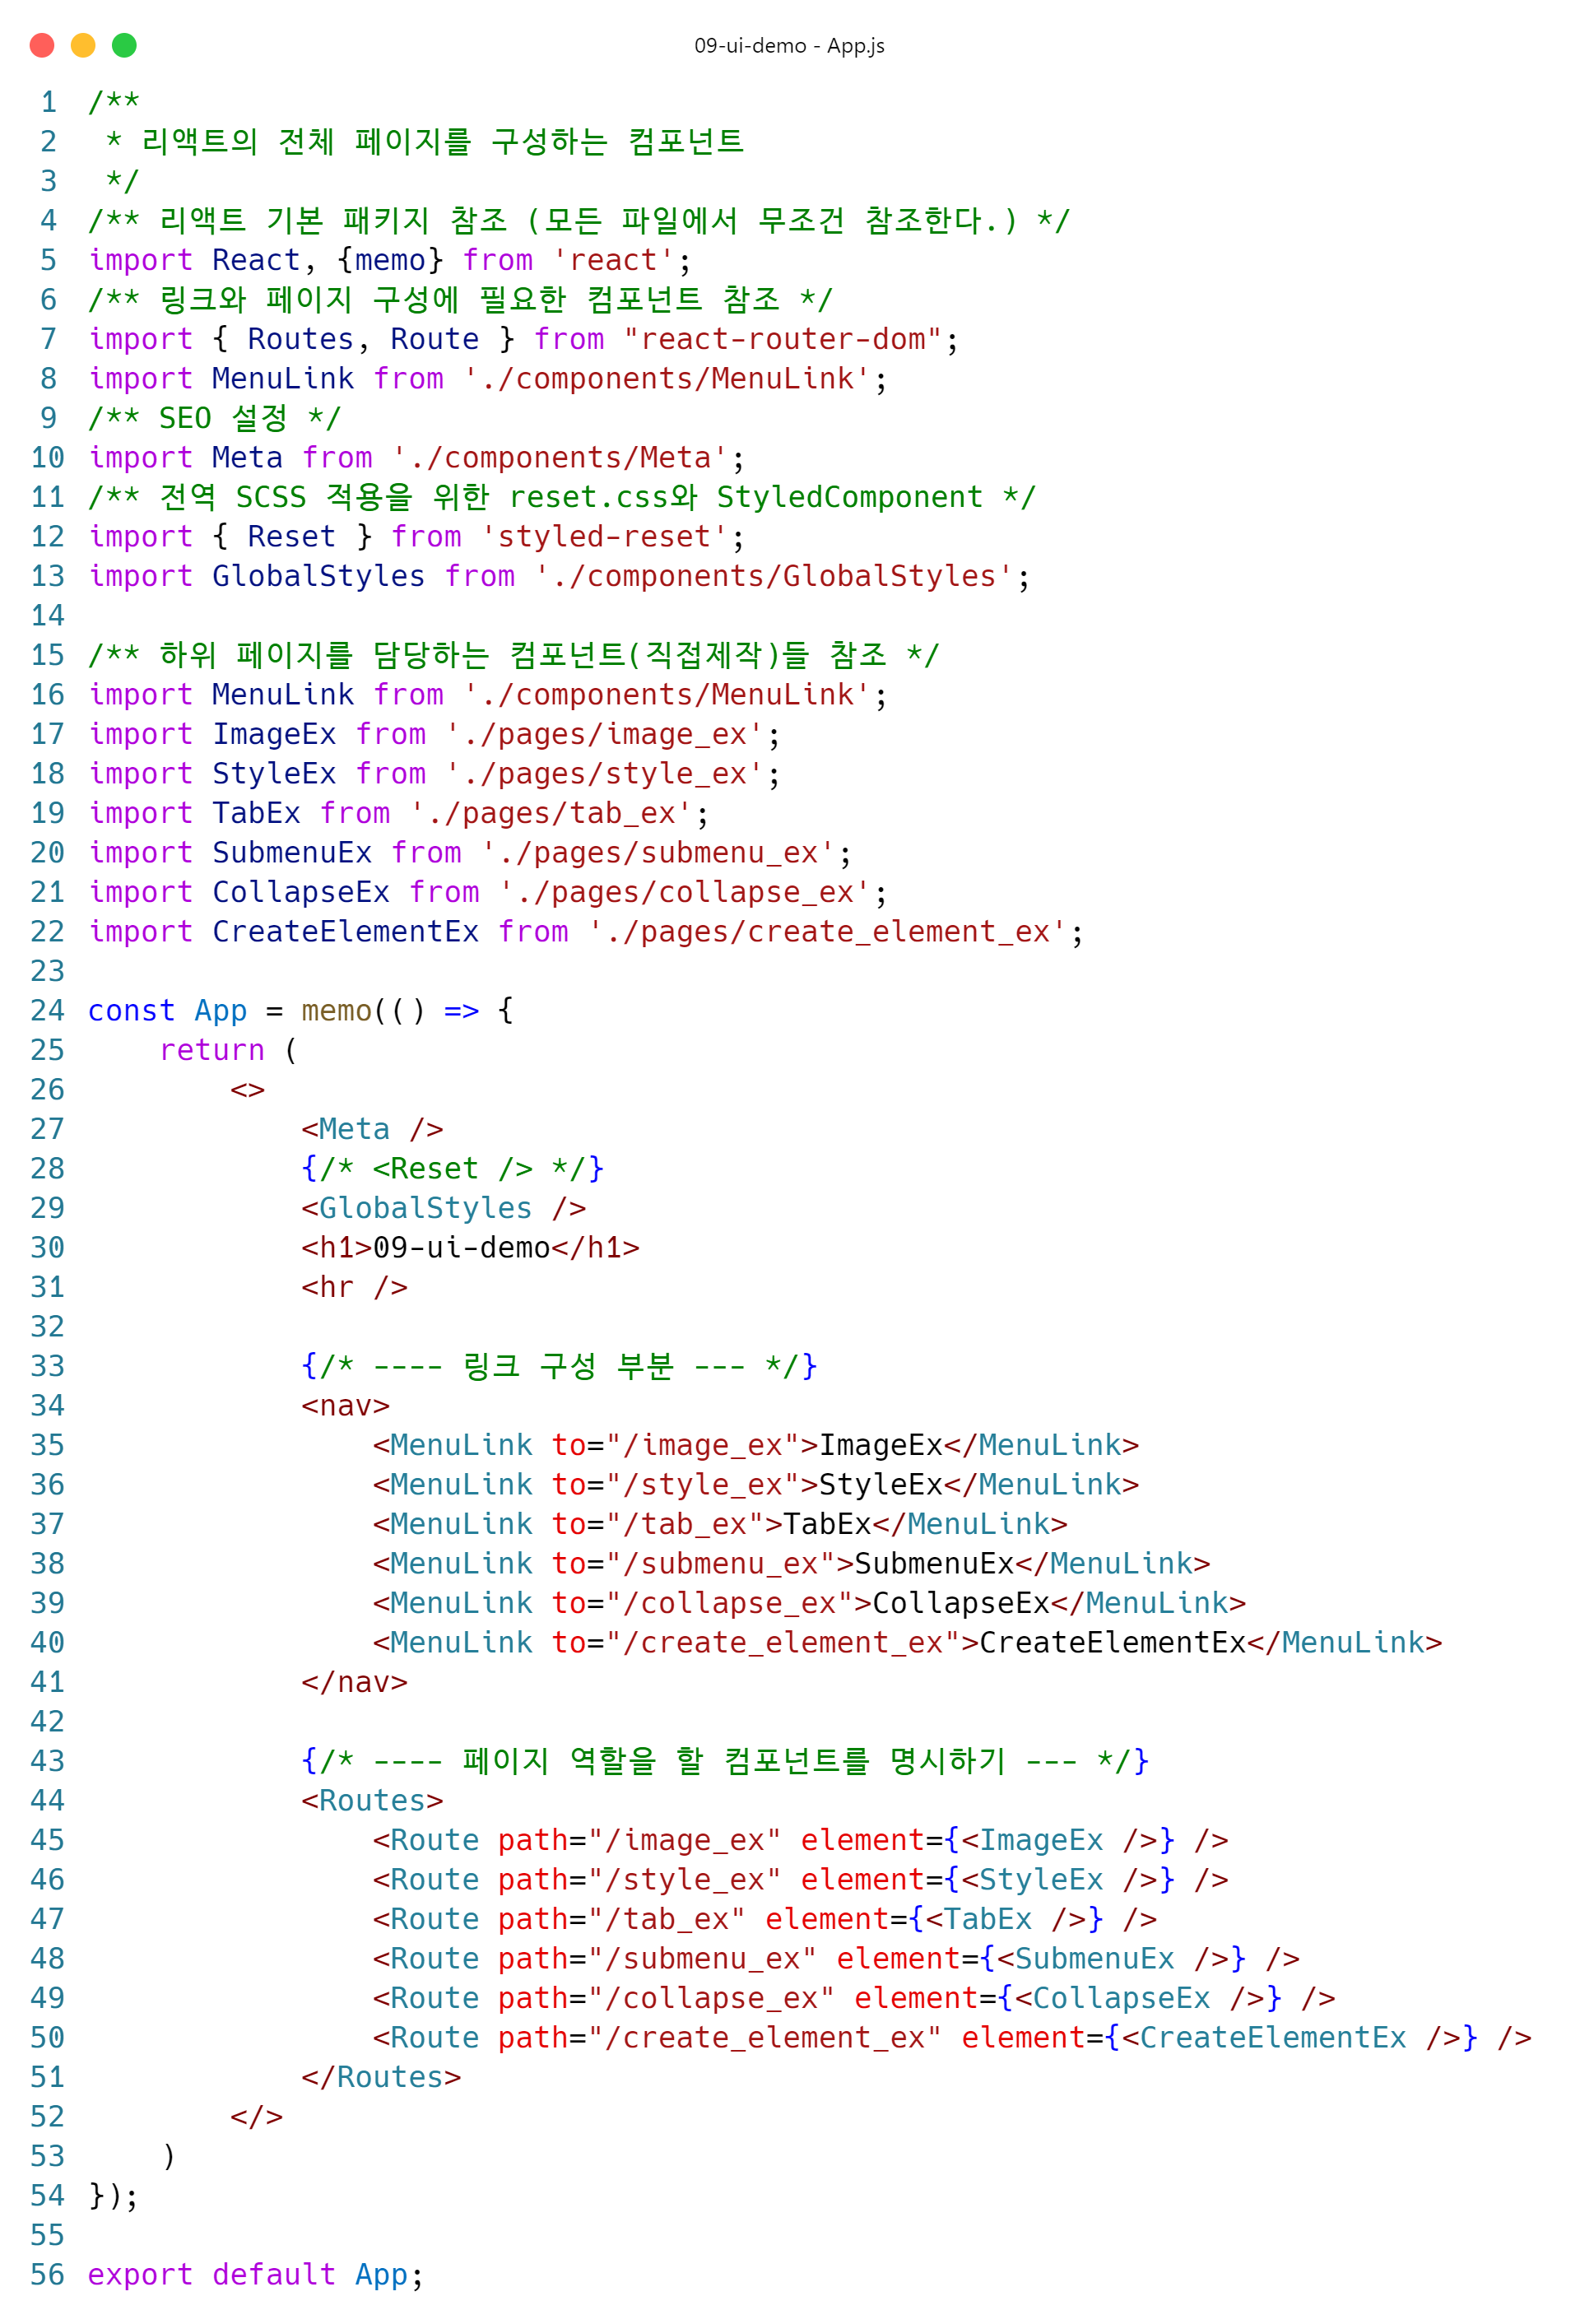 09-ui-demo - App.js
1 /**
2  * 리액트의 전체 페이지를 구성하는 컴포넌트
3  */
4 /** 리액트 기본 패키지 참조 (모든 파일에서 무조건 참조한다.) */
5 import React, {memo} from 'react';
6 /** 링크와 페이지 구성에 필요한 컴포넌트 참조 */
7 import { Routes, Route } from "react-router-dom";
8 import MenuLink from './components/MenuLink';
9 /** SEO 설정 */
10 import Meta from './components/Meta';
11 /** 전역 SCSS 적용을 위한 reset.css와 StyledComponent */
12 import { Reset } from 'styled-reset';
13 import GlobalStyles from './components/GlobalStyles';
14
15 /** 하위 페이지를 담당하는 컴포넌트(직접제작)들 참조 */
16 import MenuLink from './components/MenuLink';
17 import ImageEx from './pages/image_ex';
18 import StyleEx from './pages/style_ex';
19 import TabEx from './pages/tab_ex';
20 import SubmenuEx from './pages/submenu_ex';
21 import CollapseEx from './pages/collapse_ex';
22 import CreateElementEx from './pages/create_element_ex';
23
24 const App = memo(() => {
25     return (
26         <>
27             <Meta />
28             {/* <Reset /> */}
29             <GlobalStyles />
30             <h1>09-ui-demo</h1>
31             <hr />
32
33             {/* ---- 링크 구성 부분 --- */}
34             <nav>
35                 <MenuLink to="/image_ex">ImageEx</MenuLink>
36                 <MenuLink to="/style_ex">StyleEx</MenuLink>
37                 <MenuLink to="/tab_ex">TabEx</MenuLink>
38                 <MenuLink to="/submenu_ex">SubmenuEx</MenuLink>
39                 <MenuLink to="/collapse_ex">CollapseEx</MenuLink>
40                 <MenuLink to="/create_element_ex">CreateElementEx</MenuLink>
41             </nav>
42
43             {/* ---- 페이지 역할을 할 컴포넌트를 명시하기 --- */}
44             <Routes>
45                 <Route path="/image_ex" element={<ImageEx />} />
46                 <Route path="/style_ex" element={<StyleEx />} />
47                 <Route path="/tab_ex" element={<TabEx />} />
48                 <Route path="/submenu_ex" element={<SubmenuEx />} />
49                 <Route path="/collapse_ex" element={<CollapseEx />} />
50                 <Route path="/create_element_ex" element={<CreateElementEx />} />
51             </Routes>
52         </>
53     )
54 });
55
56 export default App;